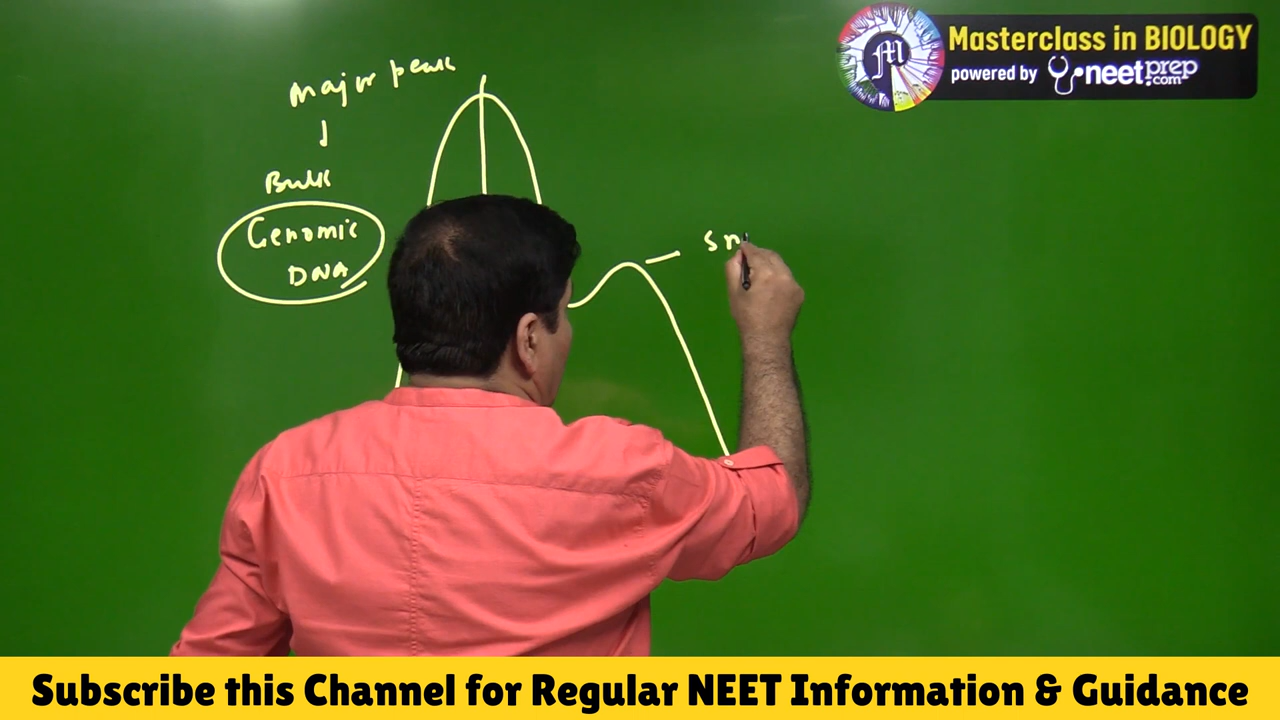 Masterclass in BIOLOGY
powered by neetprep.com
M
Major peak
Bulk
Genomic
DNA
Sm
Subscribe this Channel for Regular NEET Information & Guidance